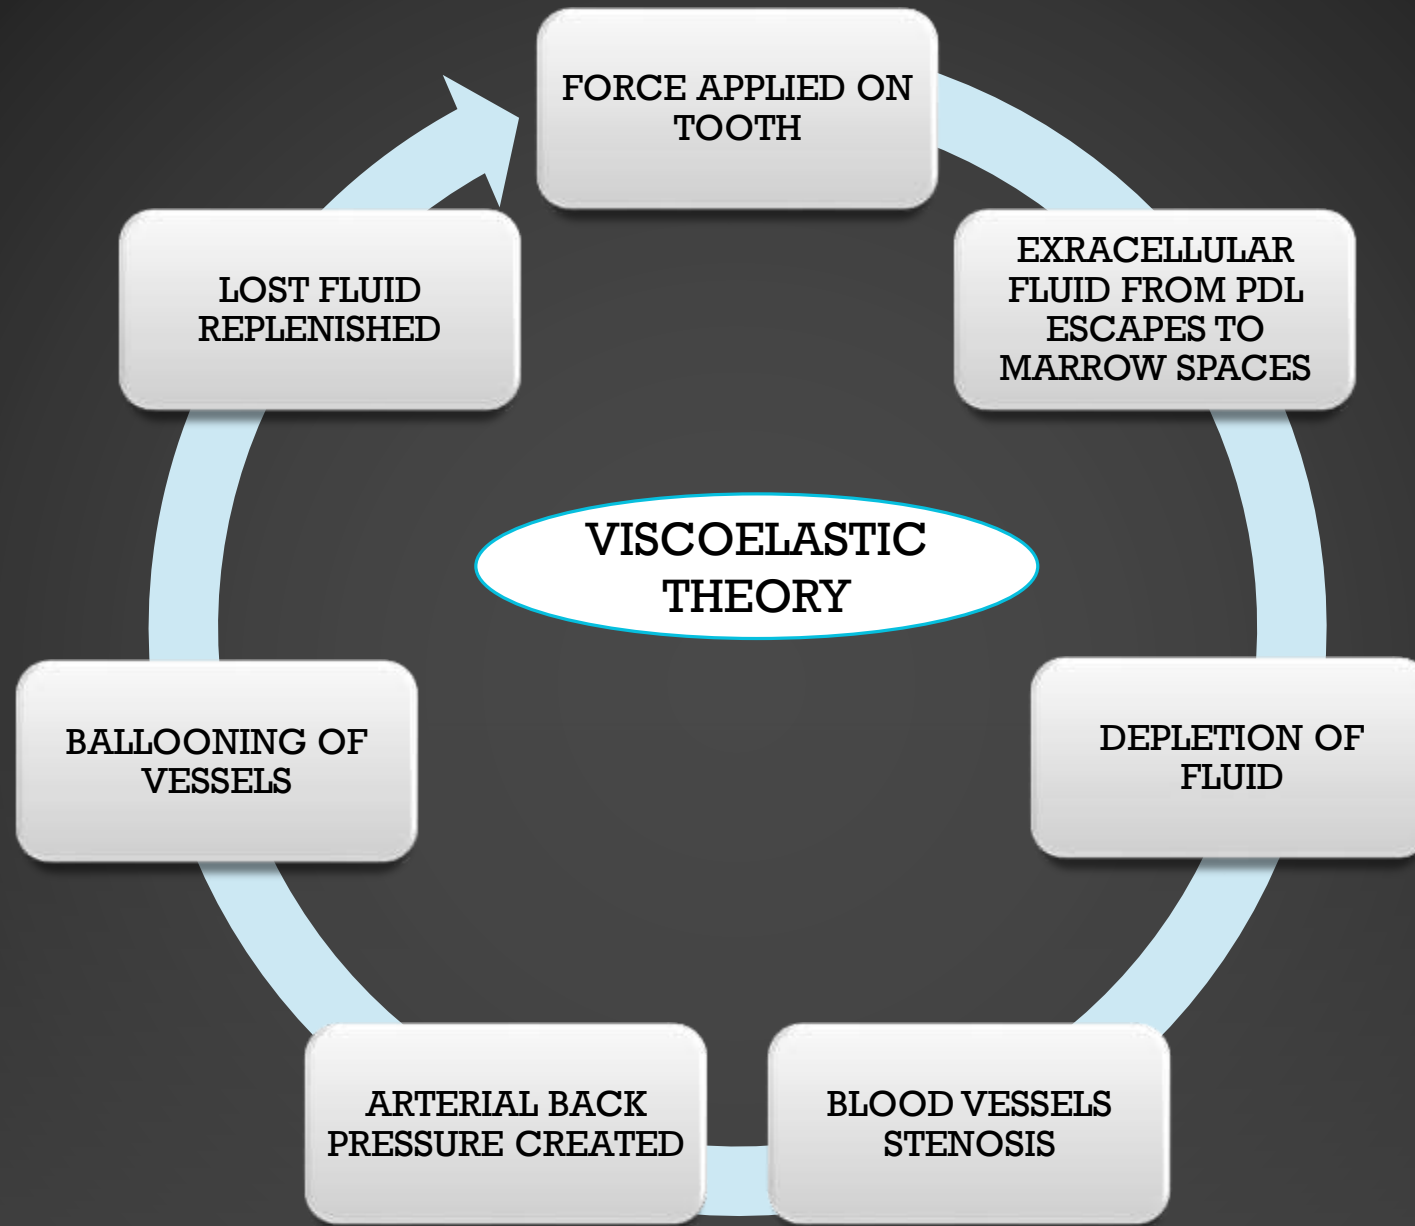 FORCE APPLIED ON
TOOTH
EXRACELLULAR
FLUID FROM PDL
ESCAPES TO
MARROW SPACES
DEPLETION OF
FLUID
BLOOD VESSELS
STENOSIS
ARTERIAL BACK
PRESSURE CREATED
BALLOONING OF
VESSELS
LOST FLUID
REPLENISHED
VISCOELASTIC
THEORY